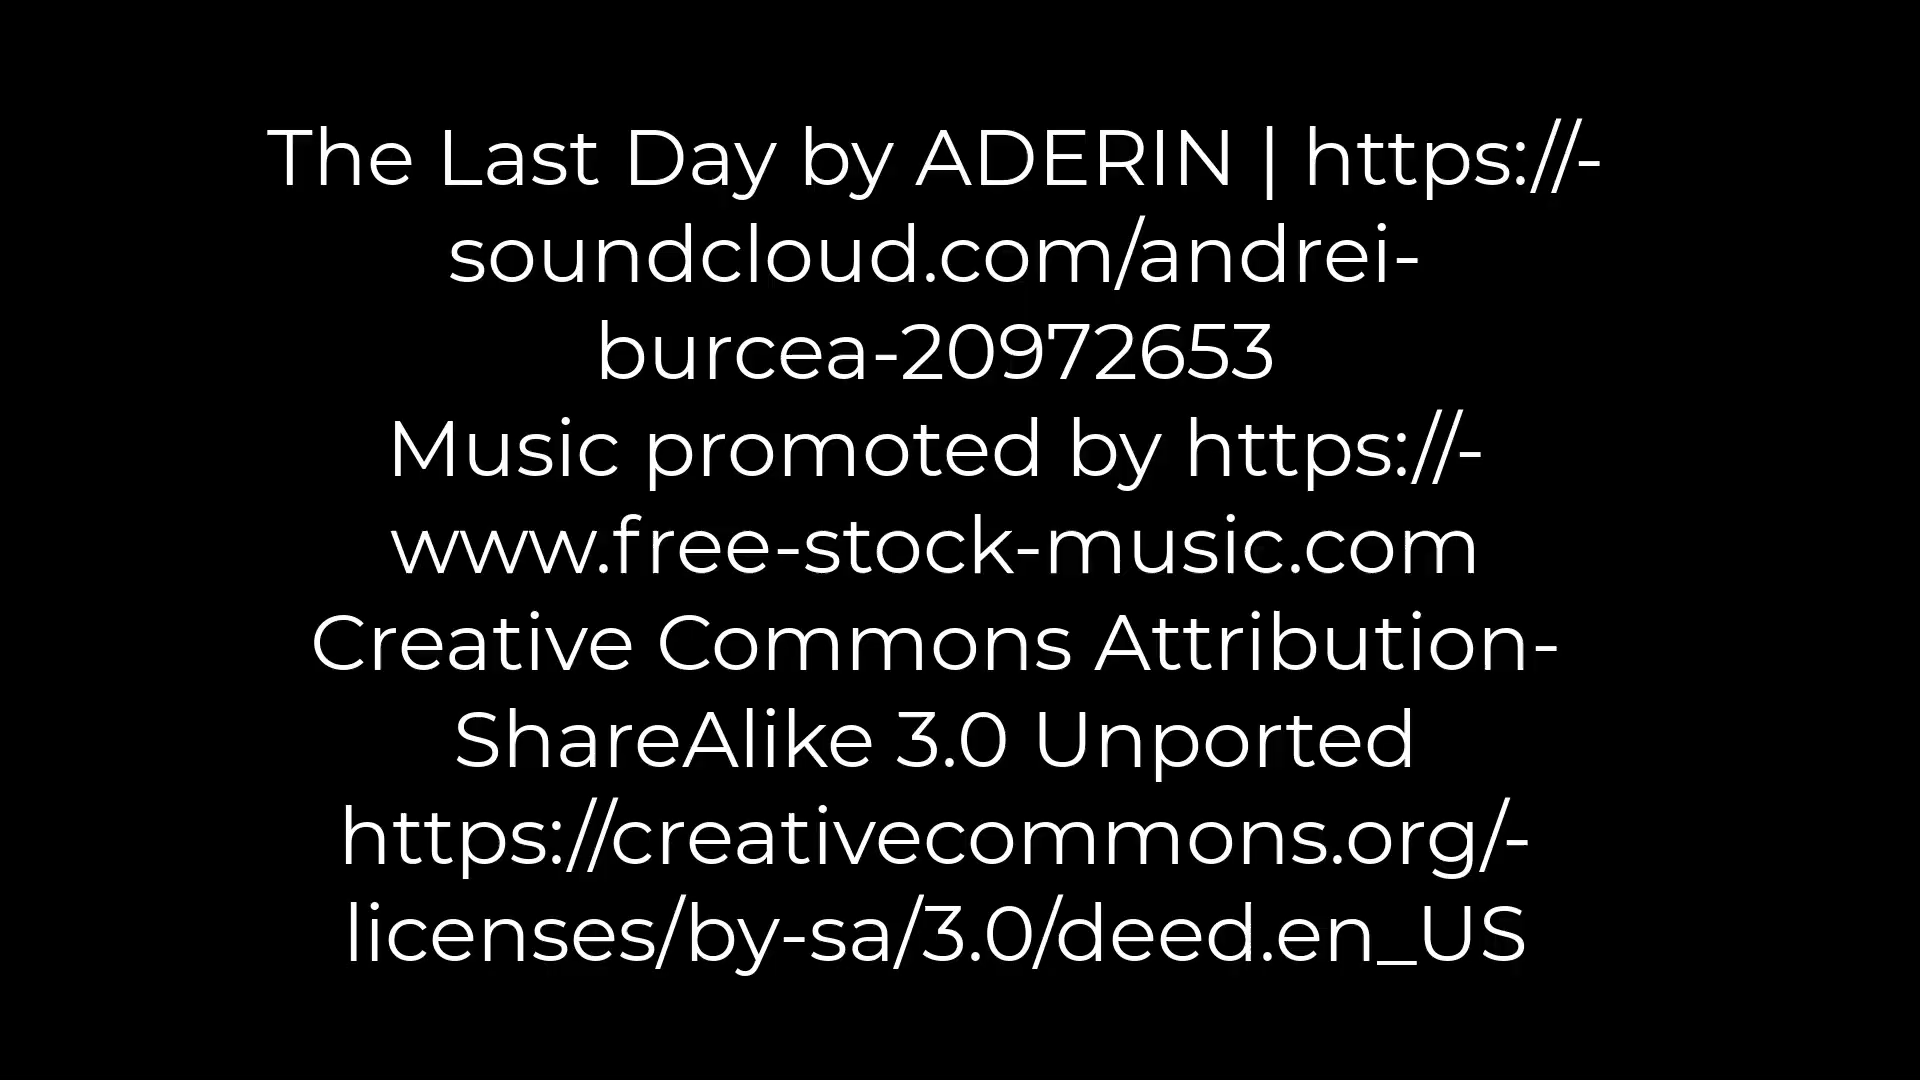 The Last Day by ADERIN | https://-
soundcloud.com/andrei-
burcea-20972653
Music promoted by https://-
www.free-stock-music.com
Creative Commons Attribution-
ShareAlike 3.0 Unported
https://creativecommons.org/-
licenses/by-sa/3.0/deed.en_US